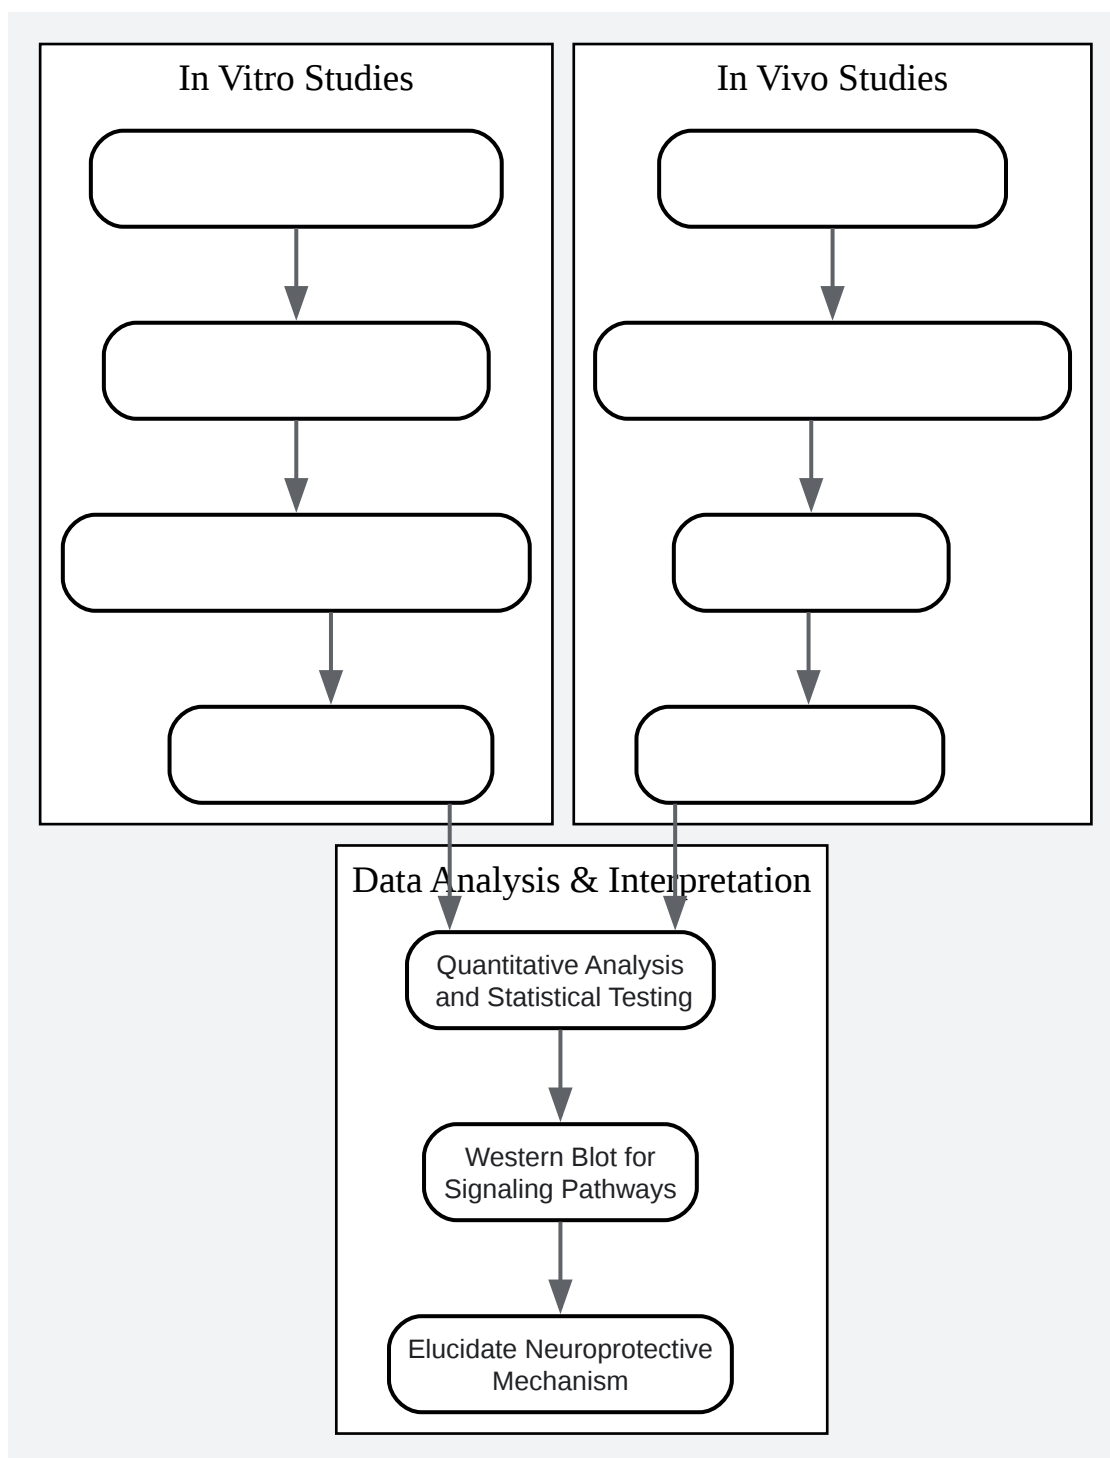 In Vitro Studies
In Vivo Studies
Data Analysis & Interpretation
Quantitative Analysis
and Statistical Testing
Western Blot for
Signaling Pathways
Elucidate Neuroprotective
Mechanism